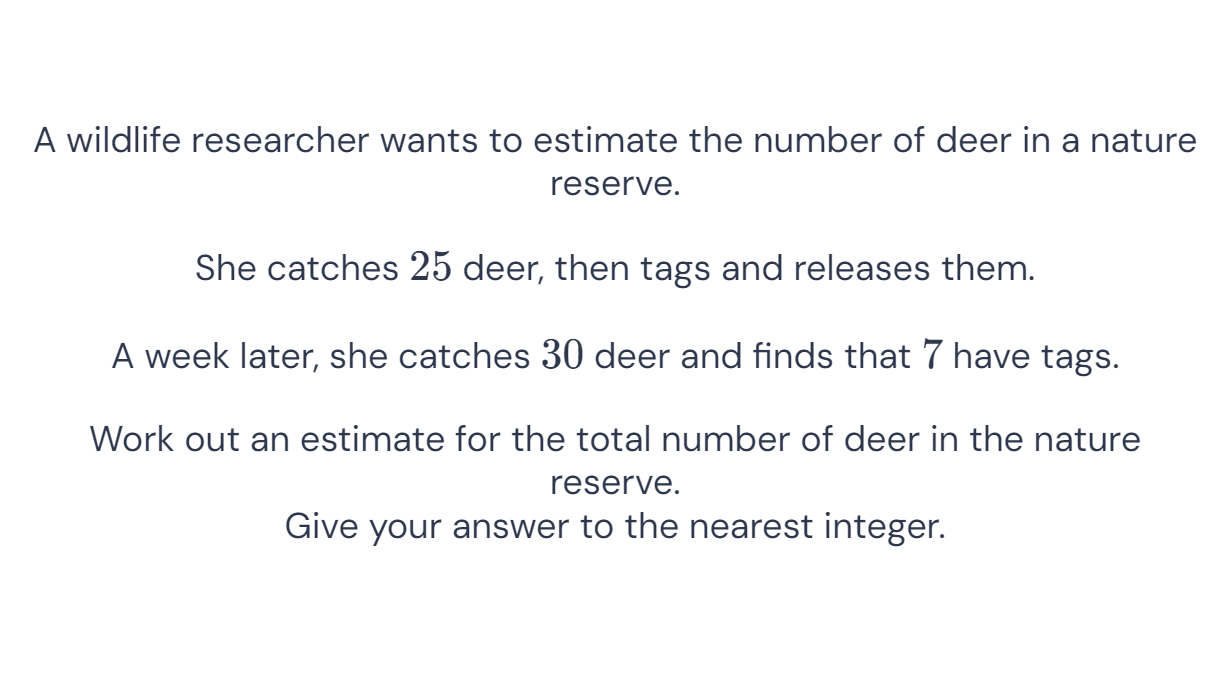 A wildlife researcher wants to estimate the number of deer in a nature
reserve.
She catches 25 deer, then tags and releases them.
A week later, she catches 30 deer and finds that 7 have tags.
Work out an estimate for the total number of deer in the nature
reserve.
Give your answer to the nearest integer.